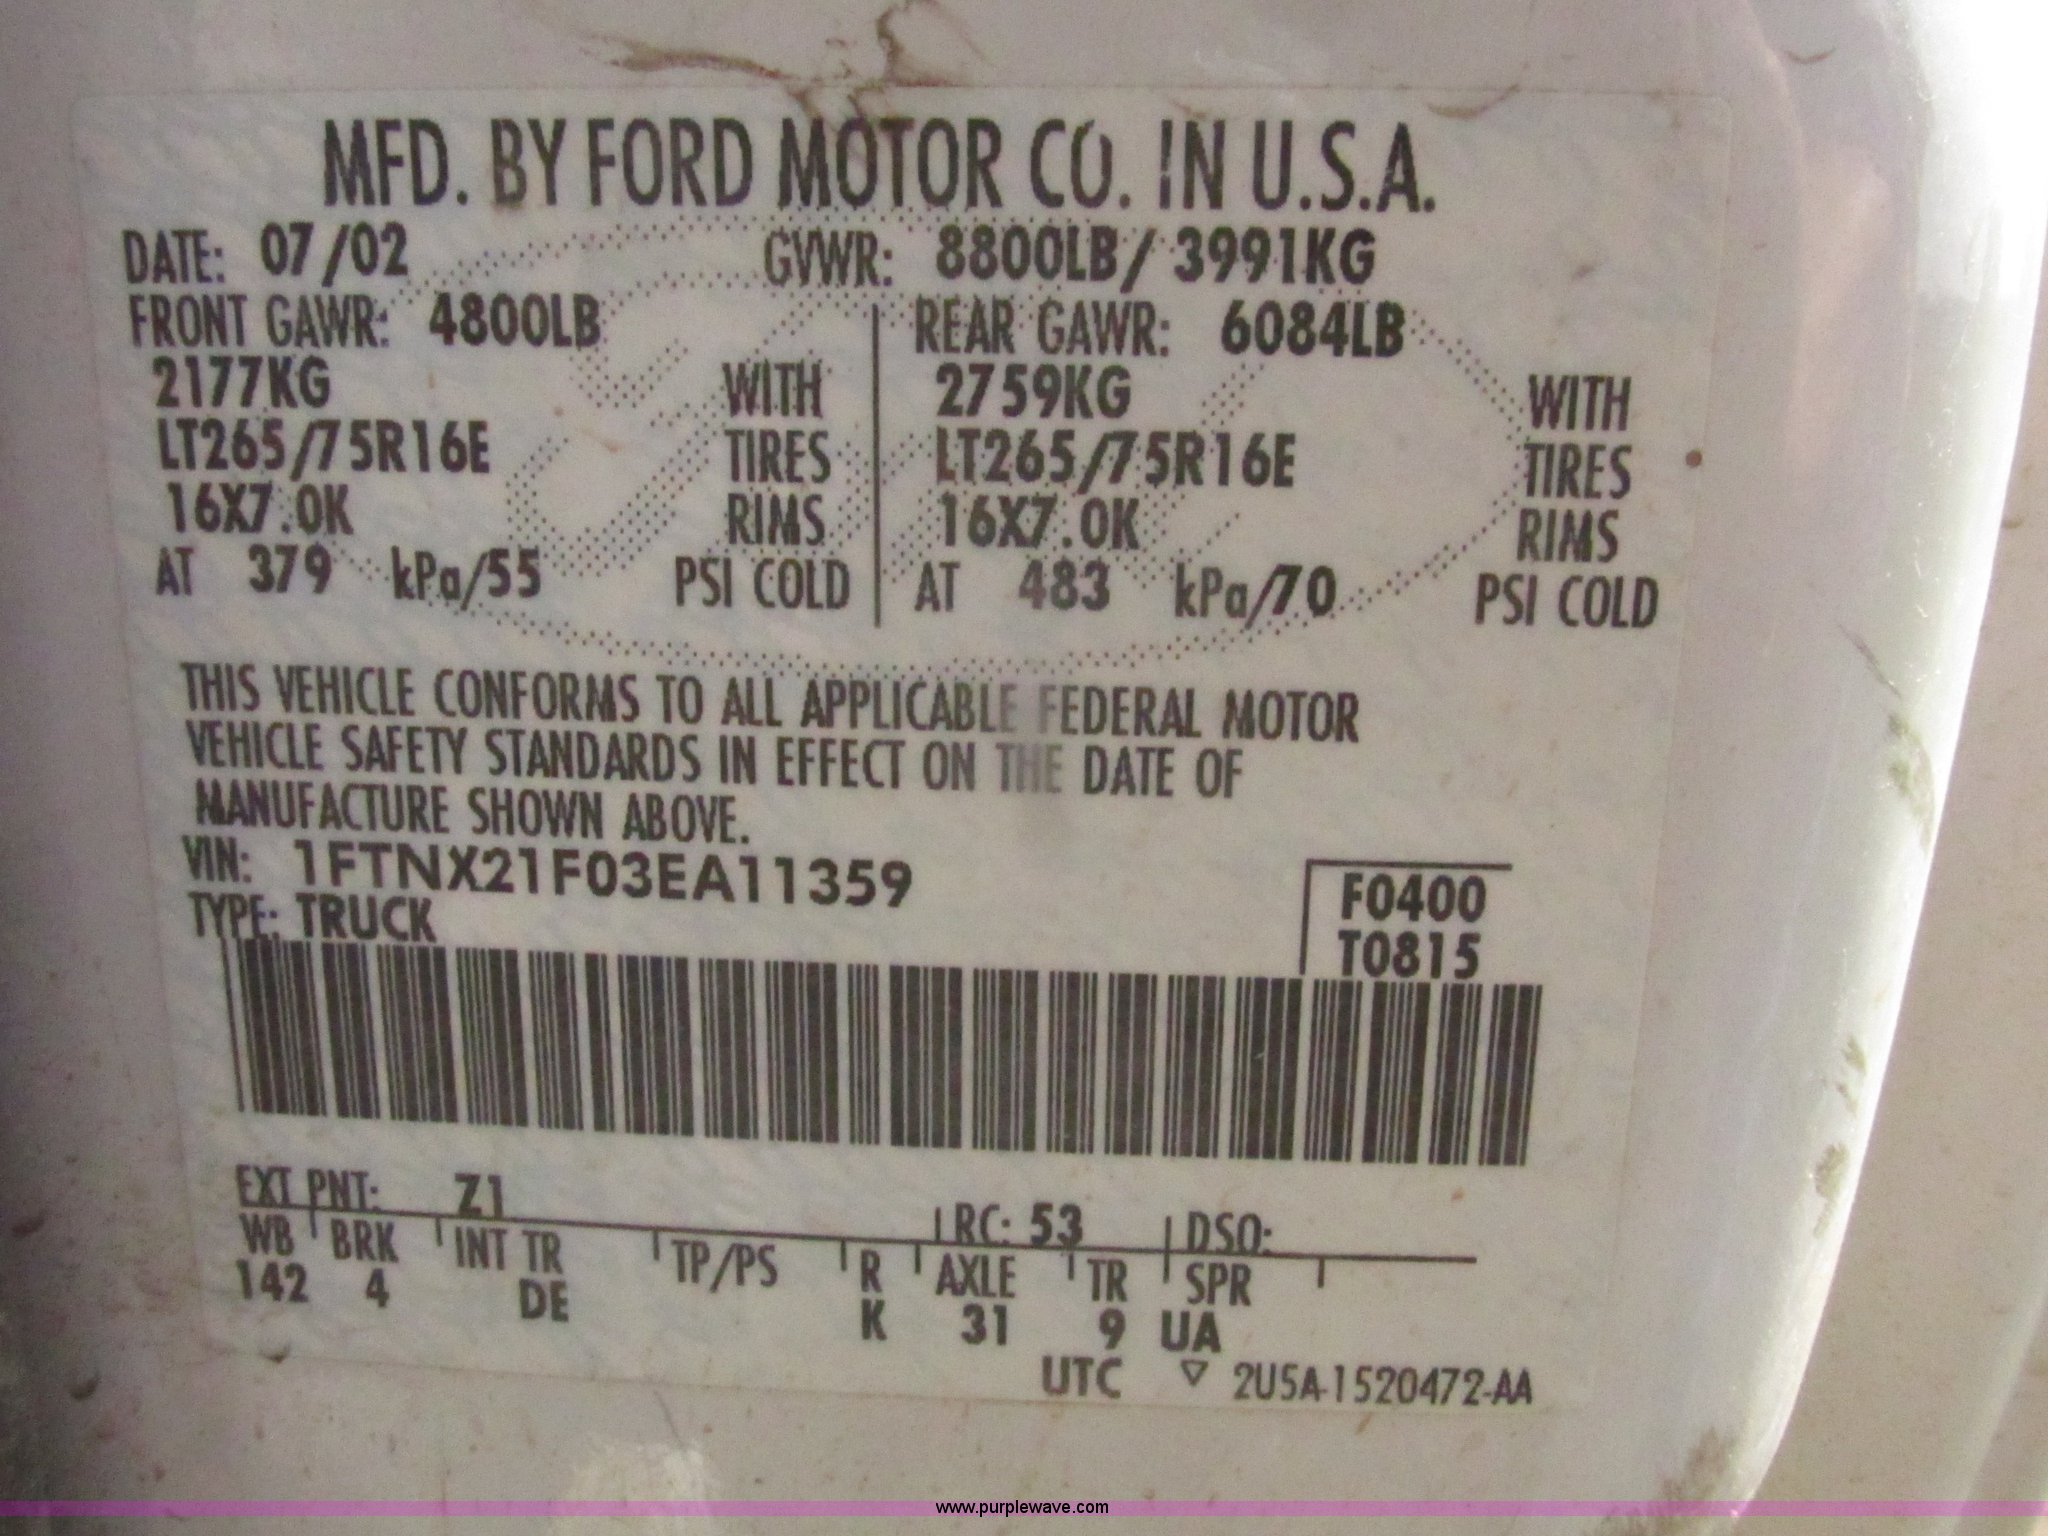 MFD. BY FORD MOTOR CO. IN U.S.A.
DATE: 07/02 GVWR: 8800LB/ 3991KG
FRONT GAWR: 4800LB REAR GAWR: 6084LB
2177KG WITH 2759KG WITH
LT265/75R16E TIRES LT265/75R16E TIRES
16X7.0K RIMS 16X7.0K RIMS
AT 379 kPa/55 PSI COLD AT 483 kPa/70 PSI COLD
THIS VEHICLE CONFORMS TO ALL APPLICABLE FEDERAL MOTOR
VEHICLE SAFETY STANDARDS IN EFFECT ON THE DATE OF
MANUFACTURE SHOWN ABOVE.
VIN: 1FTNX21F03EA11359
F0400
TYPE: TRUCK
T0815
EXT PNT: Z1 RC: 53 DSO:
WB BRK INT TR TP/PS R AXLE TR SPR
142 4 DE K 31 9 UA
UTC ▽ 2U5A-1520472-AA
www.purplewave.com